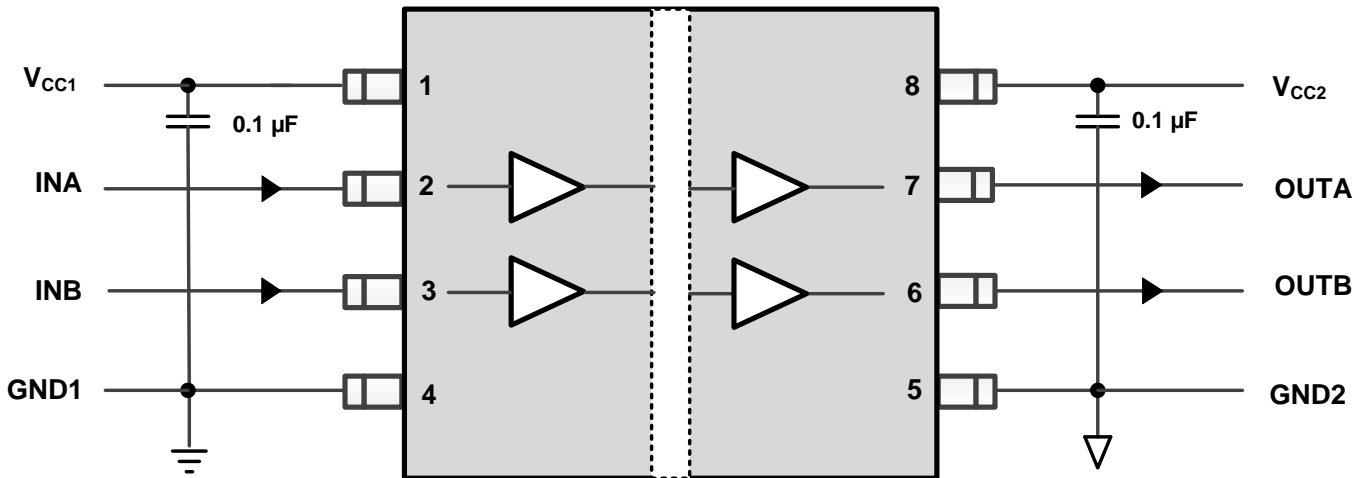 VCC1
1
8
VCC2
0.1 µF
0.1 µF
INA
2
7
OUTA
INB
3
6
OUTB
GND1
4
5
GND2